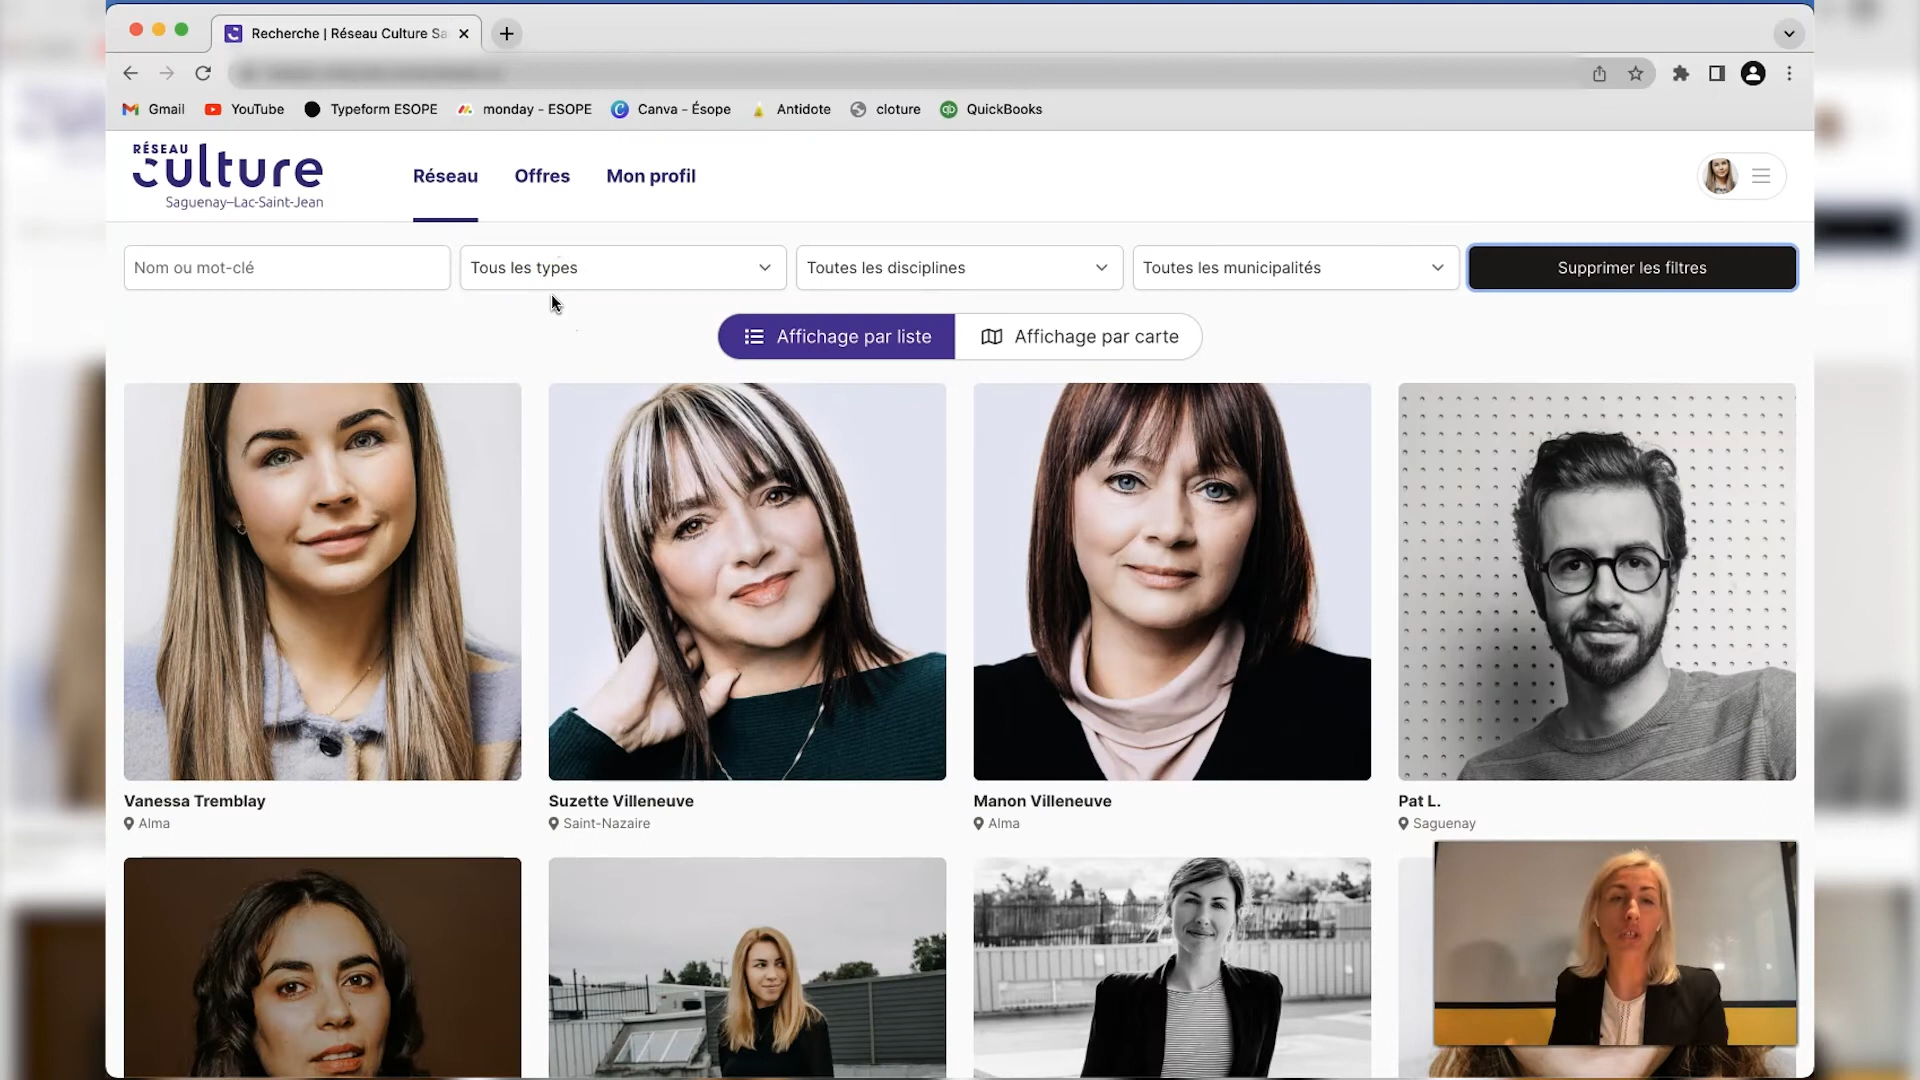 Recherche | Réseau Culture Sa
Gmail YouTube Typeform ESOPE monday - ESOPE Canva - Ésope Antidote cloture QuickBooks
RÉSEAU
culture
Saguenay–Lac-Saint-Jean
Réseau Offres Mon profil
Nom ou mot-clé Tous les types Toutes les disciplines Toutes les municipalités Supprimer les filtres
Affichage par liste Affichage par carte
Vanessa Tremblay
Alma
Suzette Villeneuve
Saint-Nazaire
Manon Villeneuve
Alma
Pat L.
Saguenay